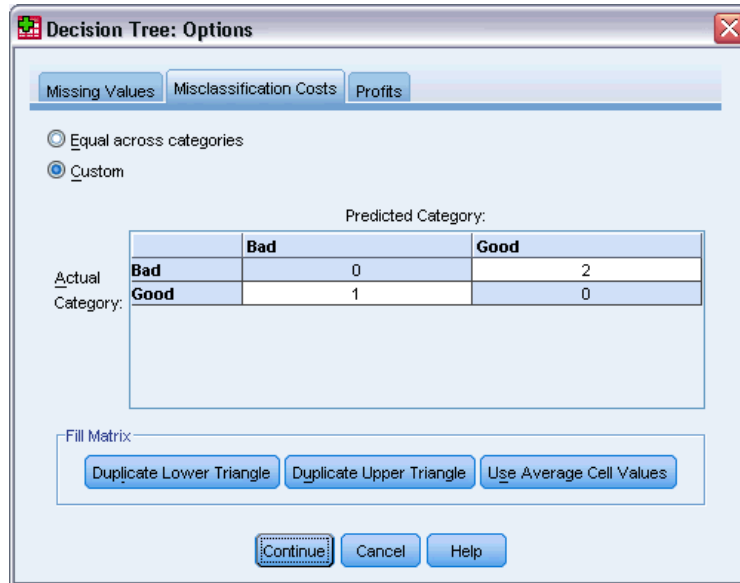 Decision Tree: Options
Missing Values Misclassification Costs Profits
Equal across categories
Custom
Predicted Category:
Bad Good
Actual Category:
Bad 0 2
Good 1 0
Fill Matrix
Duplicate Lower Triangle Duplicate Upper Triangle Use Average Cell Values
Continue Cancel Help